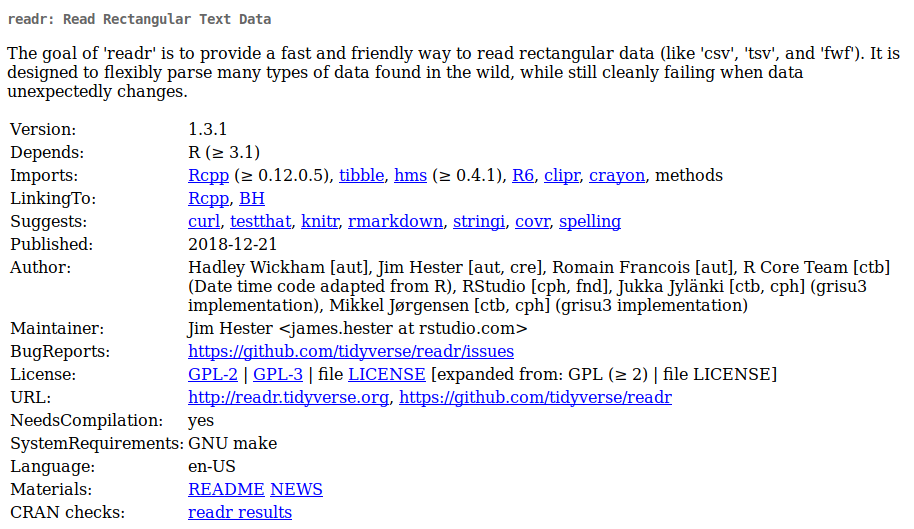 readr: Read Rectangular Text Data
The goal of 'readr' is to provide a fast and friendly way to read rectangular data (like 'csv', 'tsv', and 'fwf'). It is
designed to flexibly parse many types of data found in the wild, while still cleanly failing when data
unexpectedly changes.
Version: 1.3.1
Depends: R (≥ 3.1)
Imports: Rcpp (≥ 0.12.0.5), tibble, hms (≥ 0.4.1), R6, clipr, crayon, methods
LinkingTo: Rcpp, BH
Suggests: curl, testthat, knitr, rmarkdown, stringi, covr, spelling
Published: 2018-12-21
Author: Hadley Wickham [aut], Jim Hester [aut, cre], Romain Francois [aut], R Core Team [ctb]
(Date time code adapted from R), RStudio [cph, fnd], Jukka Jylänki [ctb, cph] (grisu3
implementation), Mikkel Jørgensen [ctb, cph] (grisu3 implementation)
Maintainer: Jim Hester <james.hester at rstudio.com>
BugReports: https://github.com/tidyverse/readr/issues
License: GPL-2 | GPL-3 | file LICENSE [expanded from: GPL (≥ 2) | file LICENSE]
URL: http://readr.tidyverse.org, https://github.com/tidyverse/readr
NeedsCompilation: yes
SystemRequirements: GNU make
Language: en-US
Materials: README NEWS
CRAN checks: readr results